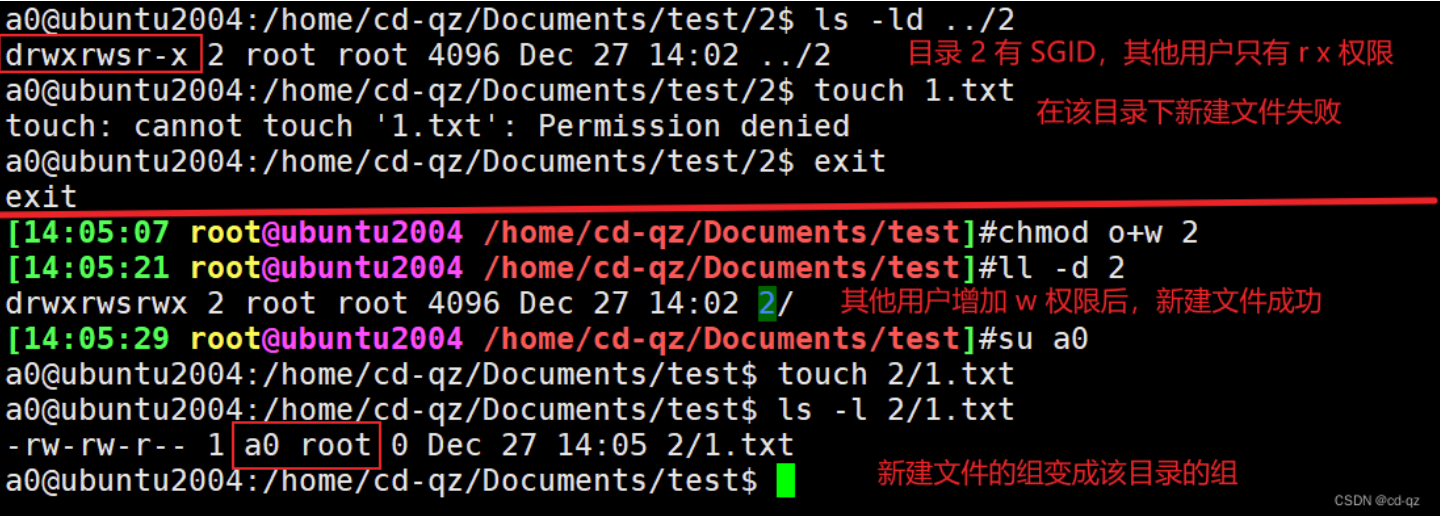 a0@ubuntu2004:/home/cd-qz/Documents/test/2$ ls -ld ../2
drwxrwsr-x 2 root root 4096 Dec 27 14:02 ../2 目录 2 有 SGID，其他用户只有 r x 权限
a0@ubuntu2004:/home/cd-qz/Documents/test/2$ touch 1.txt
在该目录下新建文件失败
touch: cannot touch '1.txt': Permission denied
a0@ubuntu2004:/home/cd-qz/Documents/test/2$ exit
exit
[14:05:07 root@ubuntu2004 /home/cd-qz/Documents/test]#chmod o+w 2
[14:05:21 root@ubuntu2004 /home/cd-qz/Documents/test]#ll -d 2
drwxrwsrwx 2 root root 4096 Dec 27 14:02 2/ 其他用户增加 w 权限后，新建文件成功
[14:05:29 root@ubuntu2004 /home/cd-qz/Documents/test]#su a0
a0@ubuntu2004:/home/cd-qz/Documents/test$ touch 2/1.txt
a0@ubuntu2004:/home/cd-qz/Documents/test$ ls -l 2/1.txt
-rw-rw-r-- 1 a0 root 0 Dec 27 14:05 2/1.txt
a0@ubuntu2004:/home/cd-qz/Documents/test$ 新建文件的组变成该目录的组
CSDN @cd-qz